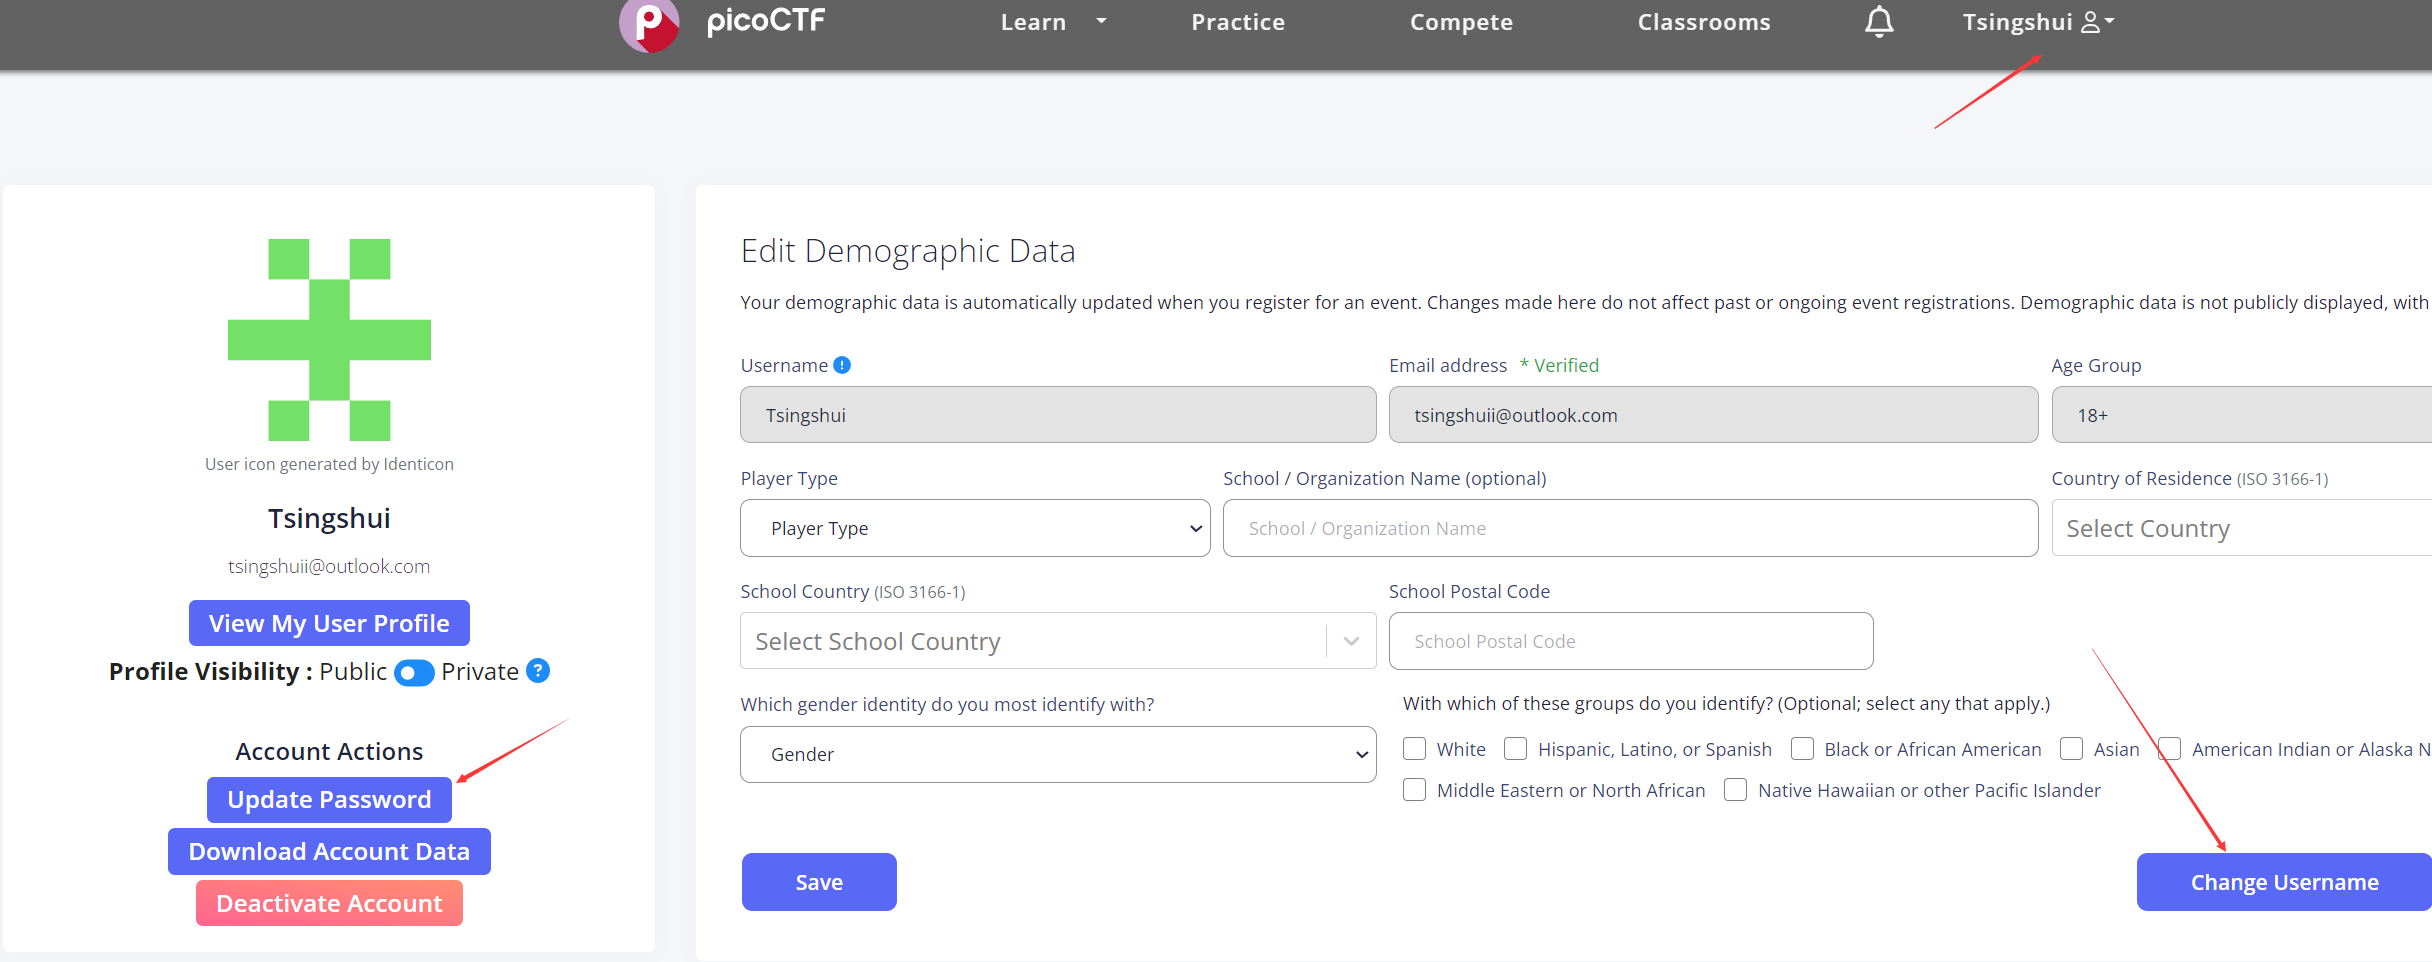 picoCTF Learn Practice Compete Classrooms Tsingshui
User icon generated by Identicon
Tsingshui
tsingshuii@outlook.com
View My User Profile
Profile Visibility : Public Private ?
Account Actions
Update Password
Download Account Data
Deactivate Account
Edit Demographic Data
Your demographic data is automatically updated when you register for an event. Changes made here do not affect past or ongoing event registrations. Demographic data is not publicly displayed, with
Username ! Email address * Verified Age Group
Tsingshui tsingshuii@outlook.com 18+
Player Type School / Organization Name (optional) Country of Residence (ISO 3166-1)
Player Type School / Organization Name Select Country
School Country (ISO 3166-1) School Postal Code
Select School Country School Postal Code
Which gender identity do you most identify with? With which of these groups do you identify? (Optional; select any that apply.)
Gender White Hispanic, Latino, or Spanish Black or African American Asian American Indian or Alaska N
Middle Eastern or North African Native Hawaiian or other Pacific Islander
Save Change Username